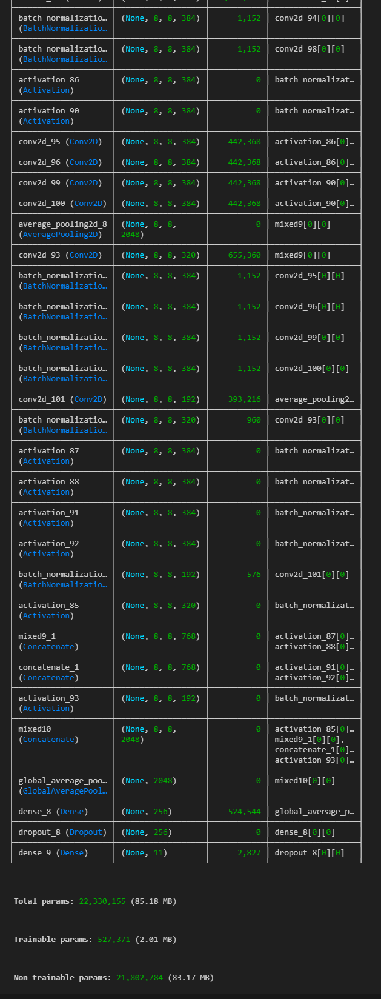 batch_normalizatio… (None, 8, 8, 384) 1,152 conv2d_94[0][0]
(BatchNormalizatio…
batch_normalizatio… (None, 8, 8, 384) 1,152 conv2d_98[0][0]
(BatchNormalizatio…
activation_86 (None, 8, 8, 384) 0 batch_normalizat…
(Activation)
activation_90 (None, 8, 8, 384) 0 batch_normalizat…
(Activation)
conv2d_95 (Conv2D) (None, 8, 8, 384) 442,368 activation_86[0]…
conv2d_96 (Conv2D) (None, 8, 8, 384) 442,368 activation_86[0]…
conv2d_99 (Conv2D) (None, 8, 8, 384) 442,368 activation_90[0]…
conv2d_100 (Conv2D) (None, 8, 8, 384) 442,368 activation_90[0]…
average_pooling2d_8 (None, 8, 8, 0 mixed9[0][0]
(AveragePooling2D) 2048)
conv2d_93 (Conv2D) (None, 8, 8, 320) 655,360 mixed9[0][0]
batch_normalizatio… (None, 8, 8, 384) 1,152 conv2d_95[0][0]
(BatchNormalizatio…
batch_normalizatio… (None, 8, 8, 384) 1,152 conv2d_96[0][0]
(BatchNormalizatio…
batch_normalizatio… (None, 8, 8, 384) 1,152 conv2d_99[0][0]
(BatchNormalizatio…
batch_normalizatio… (None, 8, 8, 384) 1,152 conv2d_100[0][0]
(BatchNormalizatio…
conv2d_101 (Conv2D) (None, 8, 8, 192) 393,216 average_pooling2…
batch_normalizatio… (None, 8, 8, 320) 960 conv2d_93[0][0]
(BatchNormalizatio…
activation_87 (None, 8, 8, 384) 0 batch_normalizat…
(Activation)
activation_88 (None, 8, 8, 384) 0 batch_normalizat…
(Activation)
activation_91 (None, 8, 8, 384) 0 batch_normalizat…
(Activation)
activation_92 (None, 8, 8, 384) 0 batch_normalizat…
(Activation)
batch_normalizatio… (None, 8, 8, 192) 576 conv2d_101[0][0]
(BatchNormalizatio…
activation_85 (None, 8, 8, 320) 0 batch_normalizat…
(Activation)
mixed9_1 (None, 8, 8, 768) 0 activation_87[0]…
(Concatenate) activation_88[0]…
concatenate_1 (None, 8, 8, 768) 0 activation_91[0]…
(Concatenate) activation_92[0]…
activation_93 (None, 8, 8, 192) 0 batch_normalizat…
(Activation)
mixed10 (None, 8, 8, 0 activation_85[0]…
(Concatenate) 2048) mixed9_1[0][0],
concatenate_1[0]…
activation_93[0]…
global_average_poo… (None, 2048) 0 mixed10[0][0]
(GlobalAveragePool…
dense_8 (Dense) (None, 256) 524,544 global_average_p…
dropout_8 (Dropout) (None, 256) 0 dense_8[0][0]
dense_9 (Dense) (None, 11) 2,827 dropout_8[0][0]
Total params: 22,330,155 (85.18 MB)
Trainable params: 527,371 (2.01 MB)
Non-trainable params: 21,802,784 (83.17 MB)